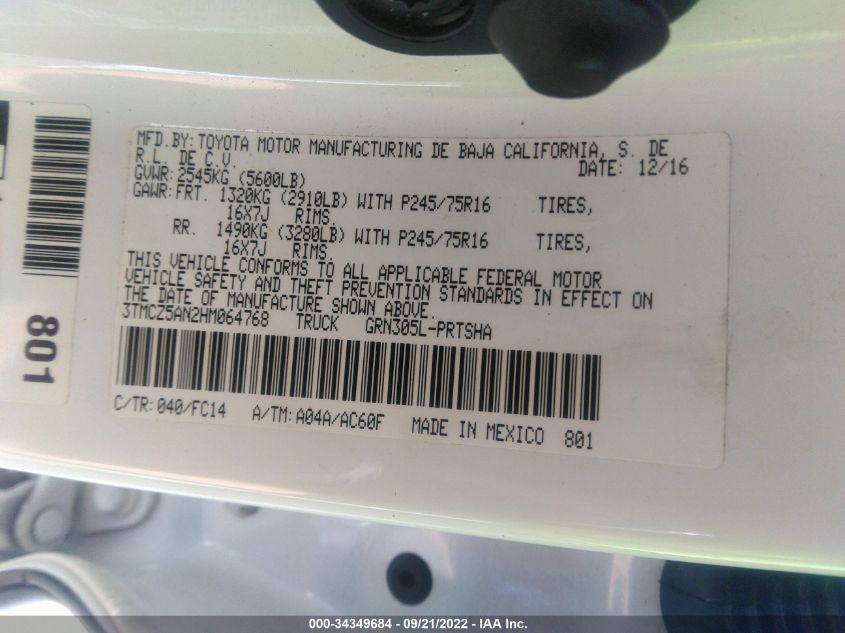 MFD.BY:TOYOTA MOTOR MANUFACTURING DE BAJA CALIFORNIA, S. DE
R.L. DE C.V. DATE: 12/16
GVWR:2545KG (5600LB)
GAWR:FRT. 1320KG (2910LB) WITH P245/75R16 TIRES,
16X7J RIMS.
RR. 1490KG (3280LB) WITH P245/75R16 TIRES,
16X7J RIMS.
THIS VEHICLE CONFORMS TO ALL APPLICABLE FEDERAL MOTOR
VEHICLE SAFETY AND THEFT PREVENTION STANDARDS IN EFFECT ON
THE DATE OF MANUFACTURE SHOWN ABOVE.
3TMCZ5AN2HM064768 TRUCK GRN305L-PRTSHA
C/TR:040/FC14 A/TM:A04A/AC60F MADE IN MEXICO 801
801
000-34349684 - 09/21/2022 - IAA Inc.